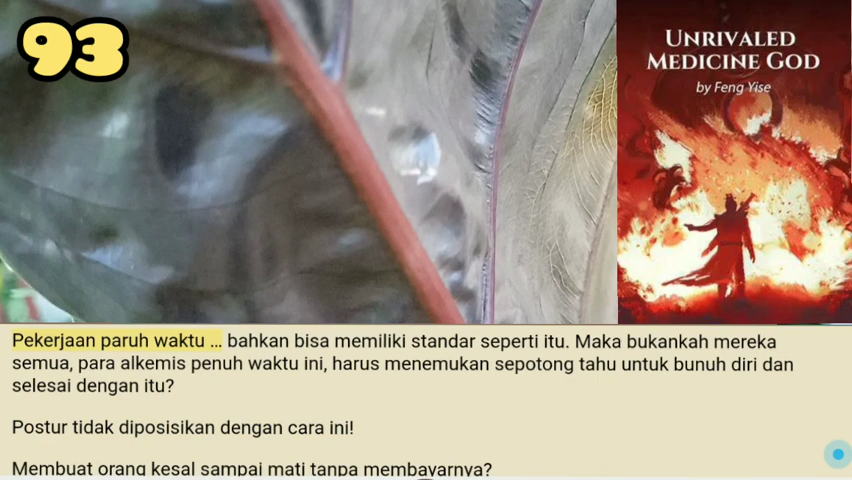 93
UNRIVALED
MEDICINE GOD
by Feng Yise
Pekerjaan paruh waktu ... bahkan bisa memiliki standar seperti itu. Maka bukankah mereka
semua, para alkemis penuh waktu ini, harus menemukan sepotong tahu untuk bunuh diri dan
selesai dengan itu?
Postur tidak diposisikan dengan cara ini!
Membuat orang kesal sampai mati tanpa membayarnya?